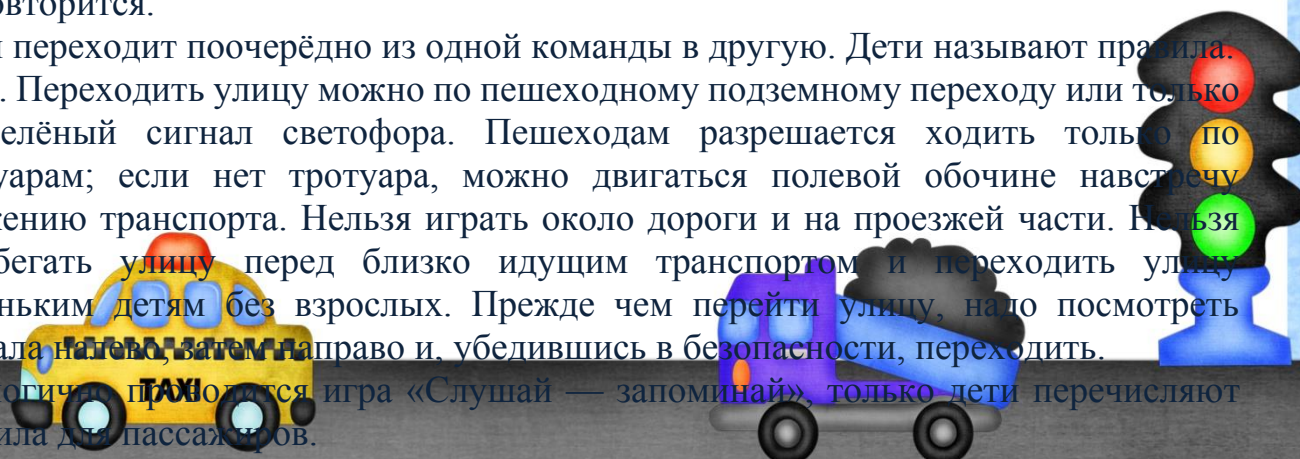 овторится.
переходит поочерёдно из одной команды в другую. Дети называют правила.
. Переходить улицу можно по пешеходному подземному переходу или только
елёный сигнал светофора. Пешеходам разрешается ходить только по
уарам; если нет тротуара, можно двигаться полевой обочине навстречу
ению транспорта. Нельзя играть около дороги и на проезжей части. Нельзя
бегать улицу перед близко идущим транспортом и переходить улицу
ньким детям без взрослых. Прежде чем перейти улицу, надо посмотреть
ала налево, затем направо и, убедившись в безопасности, переходить.
огично проводится игра «Слушай — запоминай», только дети перечисляют
ила для пассажиров.
TAXI